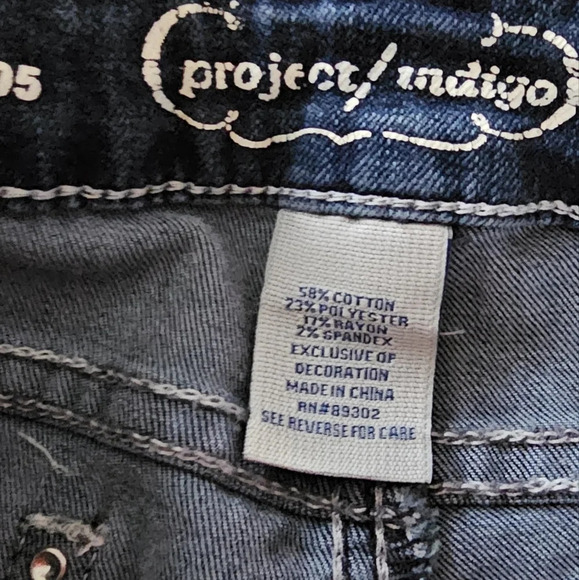 05
project/indigo
58% COTTON
23% POLYESTER
17% RAYON
2% SPANDEX
EXCLUSIVE OF
DECORATION
MADE IN CHINA
RN#89302
SEE REVERSE FOR CARE